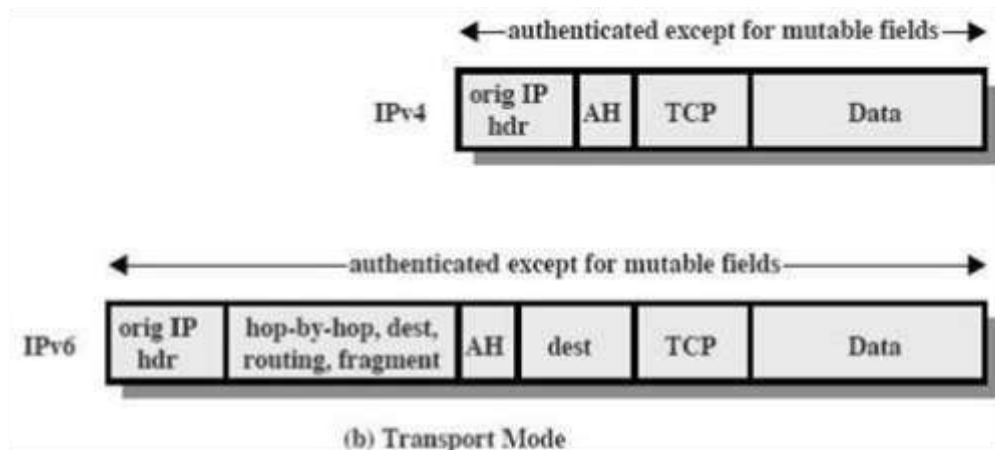 authenticated except for mutable fields
IPv4
orig IP
hdr
AH
TCP
Data
authenticated except for mutable fields
IPv6
orig IP
hdr
hop-by-hop, dest,
routing, fragment
AH
dest
TCP
Data
(b) Transport Mode